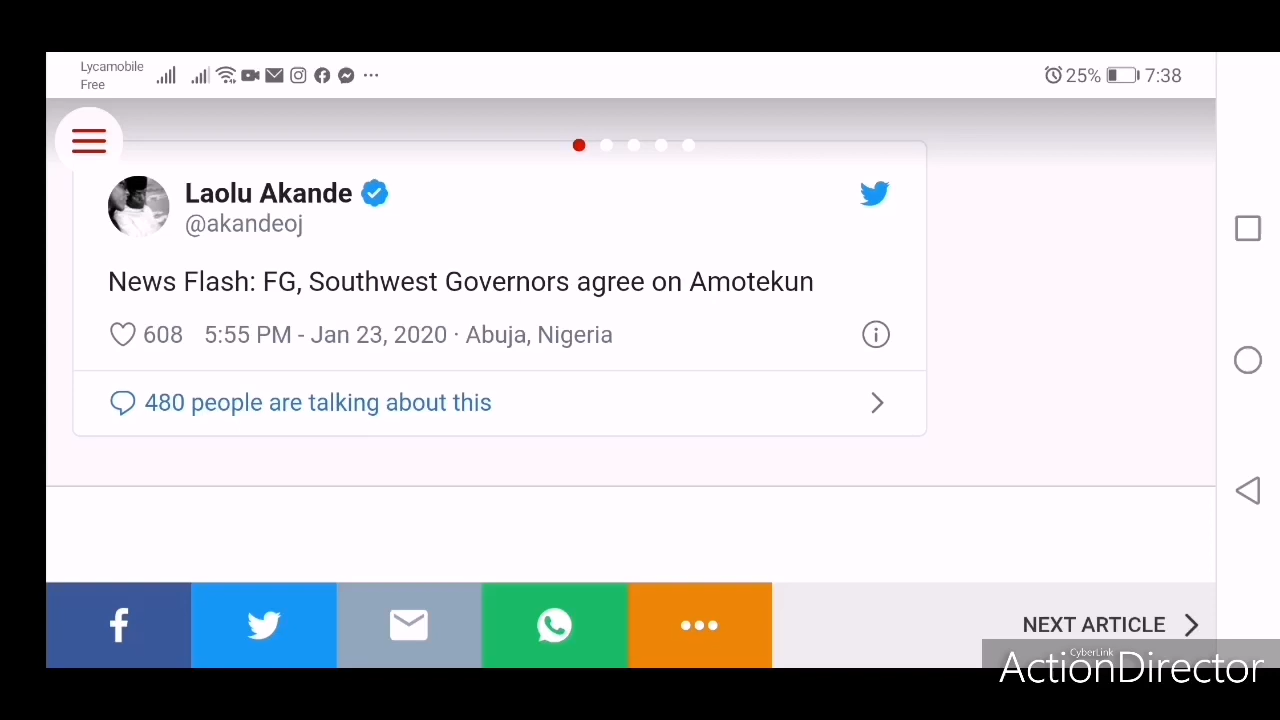 Lycamobile
Free
25% 7:38
Laolu Akande
@akandeoj
News Flash: FG, Southwest Governors agree on Amotekun
608 5:55 PM - Jan 23, 2020 · Abuja, Nigeria
480 people are talking about this
NEXT ARTICLE
CyberLink
ActionDirector